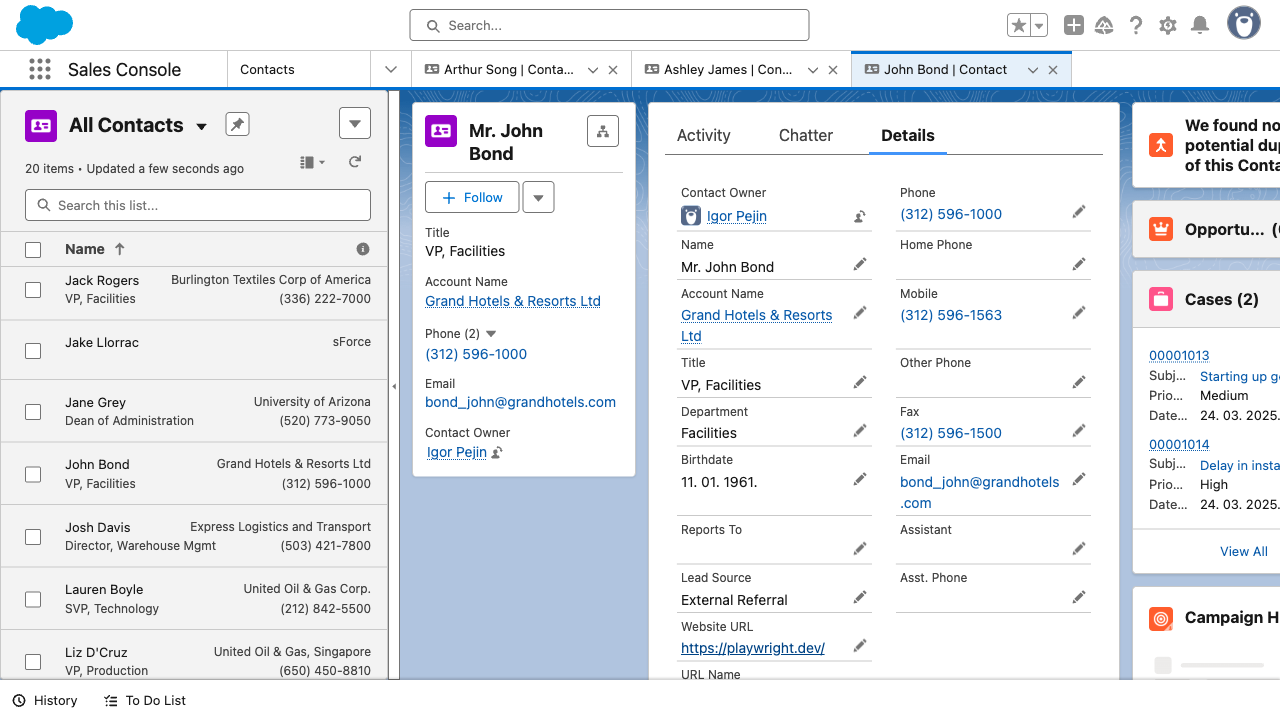 Search...
Sales Console
Contacts
Arthur Song | Conta...
Ashley James | Con...
John Bond | Contact
All Contacts
20 items • Updated a few seconds ago
Search this list...
Name
Jack Rogers
Burlington Textiles Corp of America
VP, Facilities
(336) 222-7000
Jake Llorrac
sForce
Jane Grey
University of Arizona
Dean of Administration
(520) 773-9050
John Bond
Grand Hotels & Resorts Ltd
VP, Facilities
(312) 596-1000
Josh Davis
Express Logistics and Transport
Director, Warehouse Mgmt
(503) 421-7800
Lauren Boyle
United Oil & Gas Corp.
SVP, Technology
(212) 842-5500
Liz D'Cruz
United Oil & Gas, Singapore
VP, Production
(650) 450-8810
Mr. John
Bond
Follow
Title
VP, Facilities
Account Name
Grand Hotels & Resorts Ltd
Phone (2)
(312) 596-1000
Email
bond_john@grandhotels.com
Contact Owner
Igor Pejin
Activity
Chatter
Details
Contact Owner
Igor Pejin
Phone
(312) 596-1000
Name
Mr. John Bond
Home Phone
Account Name
Grand Hotels & Resorts
Ltd
Mobile
(312) 596-1563
Title
VP, Facilities
Other Phone
Department
Facilities
Fax
(312) 596-1500
Birthdate
11. 01. 1961.
Email
bond_john@grandhotels
.com
Reports To
Assistant
Lead Source
External Referral
Asst. Phone
Website URL
https://playwright.dev/
URL Name
We found no
potential dup
of this Conta
Opportu... (
Cases (2)
00001013
Subj... Starting up ge
Prio... Medium
Date... 24. 03. 2025.
00001014
Subj... Delay in insta
Prio... High
Date... 24. 03. 2025.
View All
Campaign H
History
To Do List